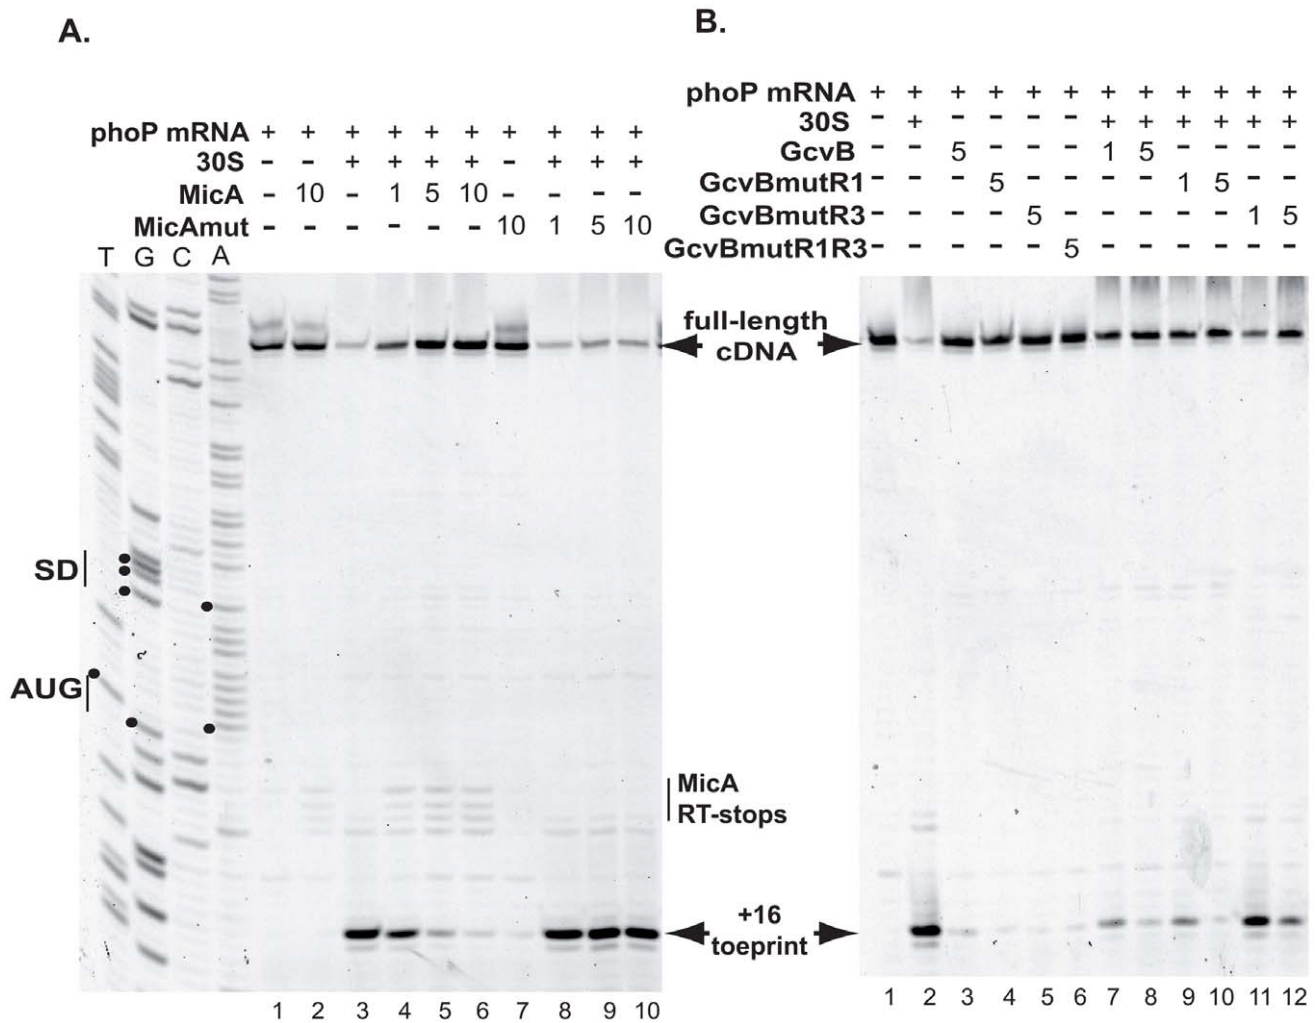 A.
phoP mRNA + + + + + + + + + +
30S - - + + + + - + + +
MicA - 10 - 1 5 10 - - - -
MicAmut - - - - - - 10 1 5 10
T G C A
SD
AUG
MicA
RT-stops
1 2 3 4 5 6 7 8 9 10
full-length
cDNA
+16
toeprint
B.
phoP mRNA + + + + + + + + + + + +
30S - + - - - - + + + + + +
GcvB - - 5 - - - 1 5 - - - -
GcvBmutR1 - - - 5 - - - - 1 5 - -
GcvBmutR3 - - - - 5 - - - - - 1 5
GcvBmutR1R3 - - - - - 5 - - - - - -
1 2 3 4 5 6 7 8 9 10 11 12